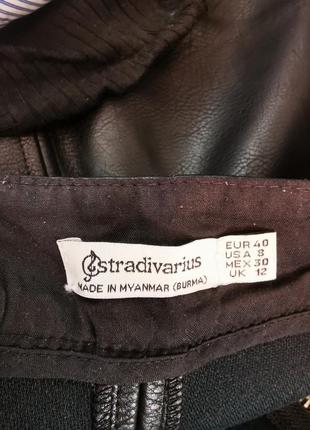 stradivarius
MADE IN MYANMAR (BURMA)
EUR 40
USA 8
MEX 30
UK 12